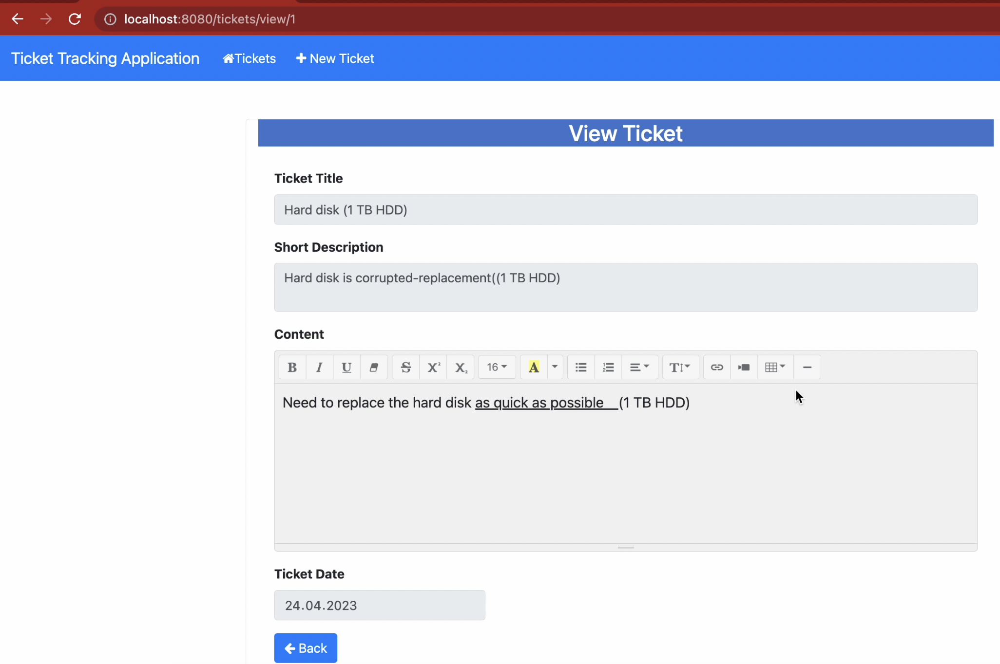 localhost:8080/tickets/view/1
Ticket Tracking Application Tickets + New Ticket
View Ticket
Ticket Title
Hard disk (1 TB HDD)
Short Description
Hard disk is corrupted-replacement((1 TB HDD)
Content
B I U S X² X₂ 16 A T
Need to replace the hard disk as quick as possible (1 TB HDD)
Ticket Date
24.04.2023
Back